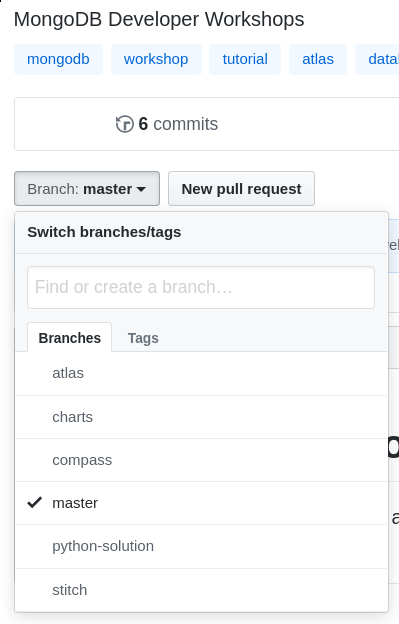 MongoDB Developer Workshops
mongodb workshop tutorial atlas
6 commits
Branch: master New pull request
Switch branches/tags
Find or create a branch…
Branches Tags
atlas
charts
compass
master
python-solution
stitch